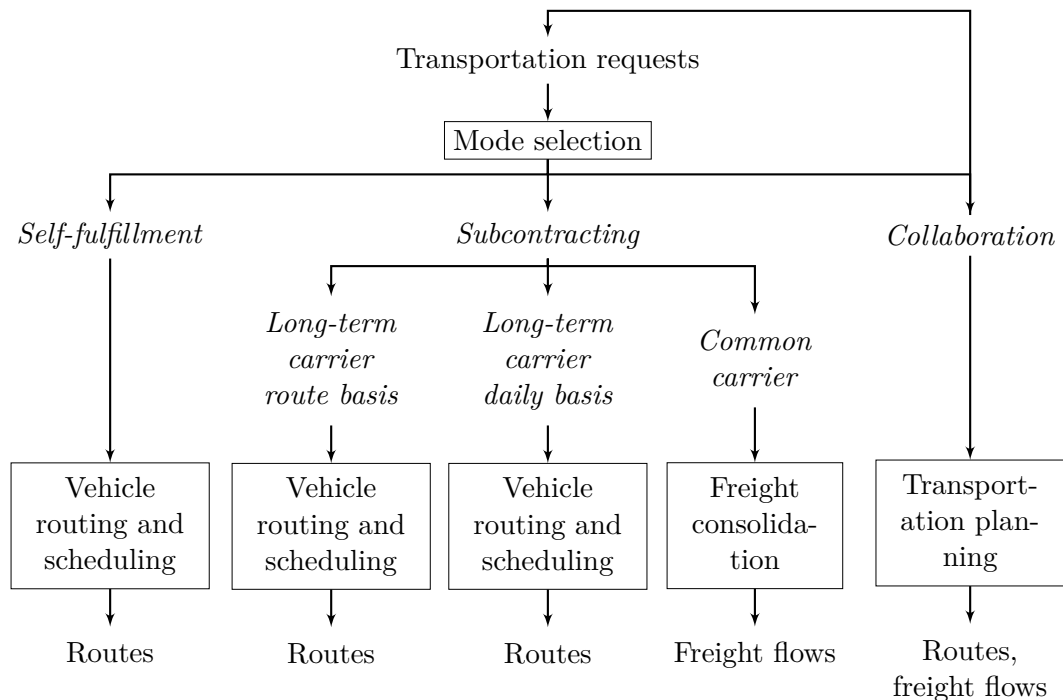 Transportation requests
Mode selection
Self-fulfillment
Subcontracting
Collaboration
Long-term
carrier
route basis
Long-term
carrier
daily basis
Common
carrier
Vehicle
routing and
scheduling
Vehicle
routing and
scheduling
Vehicle
routing and
scheduling
Freight
consolida-
tion
Transport-
ation plan-
ning
Routes
Routes
Routes
Freight flows
Routes,
freight flows